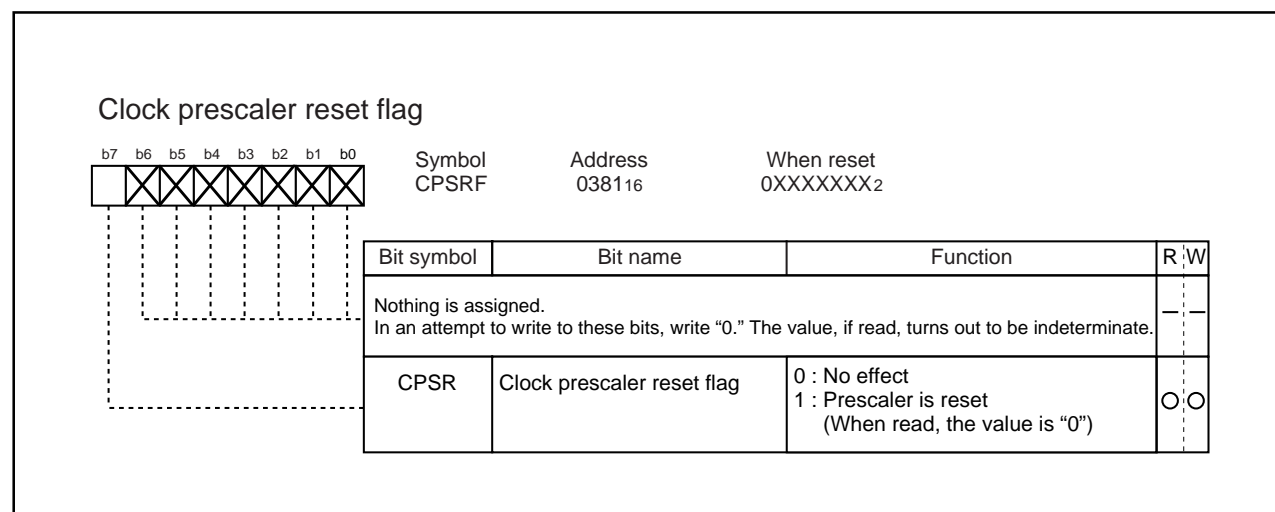 Clock prescaler reset flag
b7 b6 b5 b4 b3 b2 b1 b0
Symbol Address When reset
CPSRF 038116 0XXXXXXX2
Bit symbol Bit name Function R W
Nothing is assigned.
In an attempt to write to these bits, write “0.” The value, if read, turns out to be indeterminate.
— —
CPSR Clock prescaler reset flag 0 : No effect
1 : Prescaler is reset
(When read, the value is “0”)